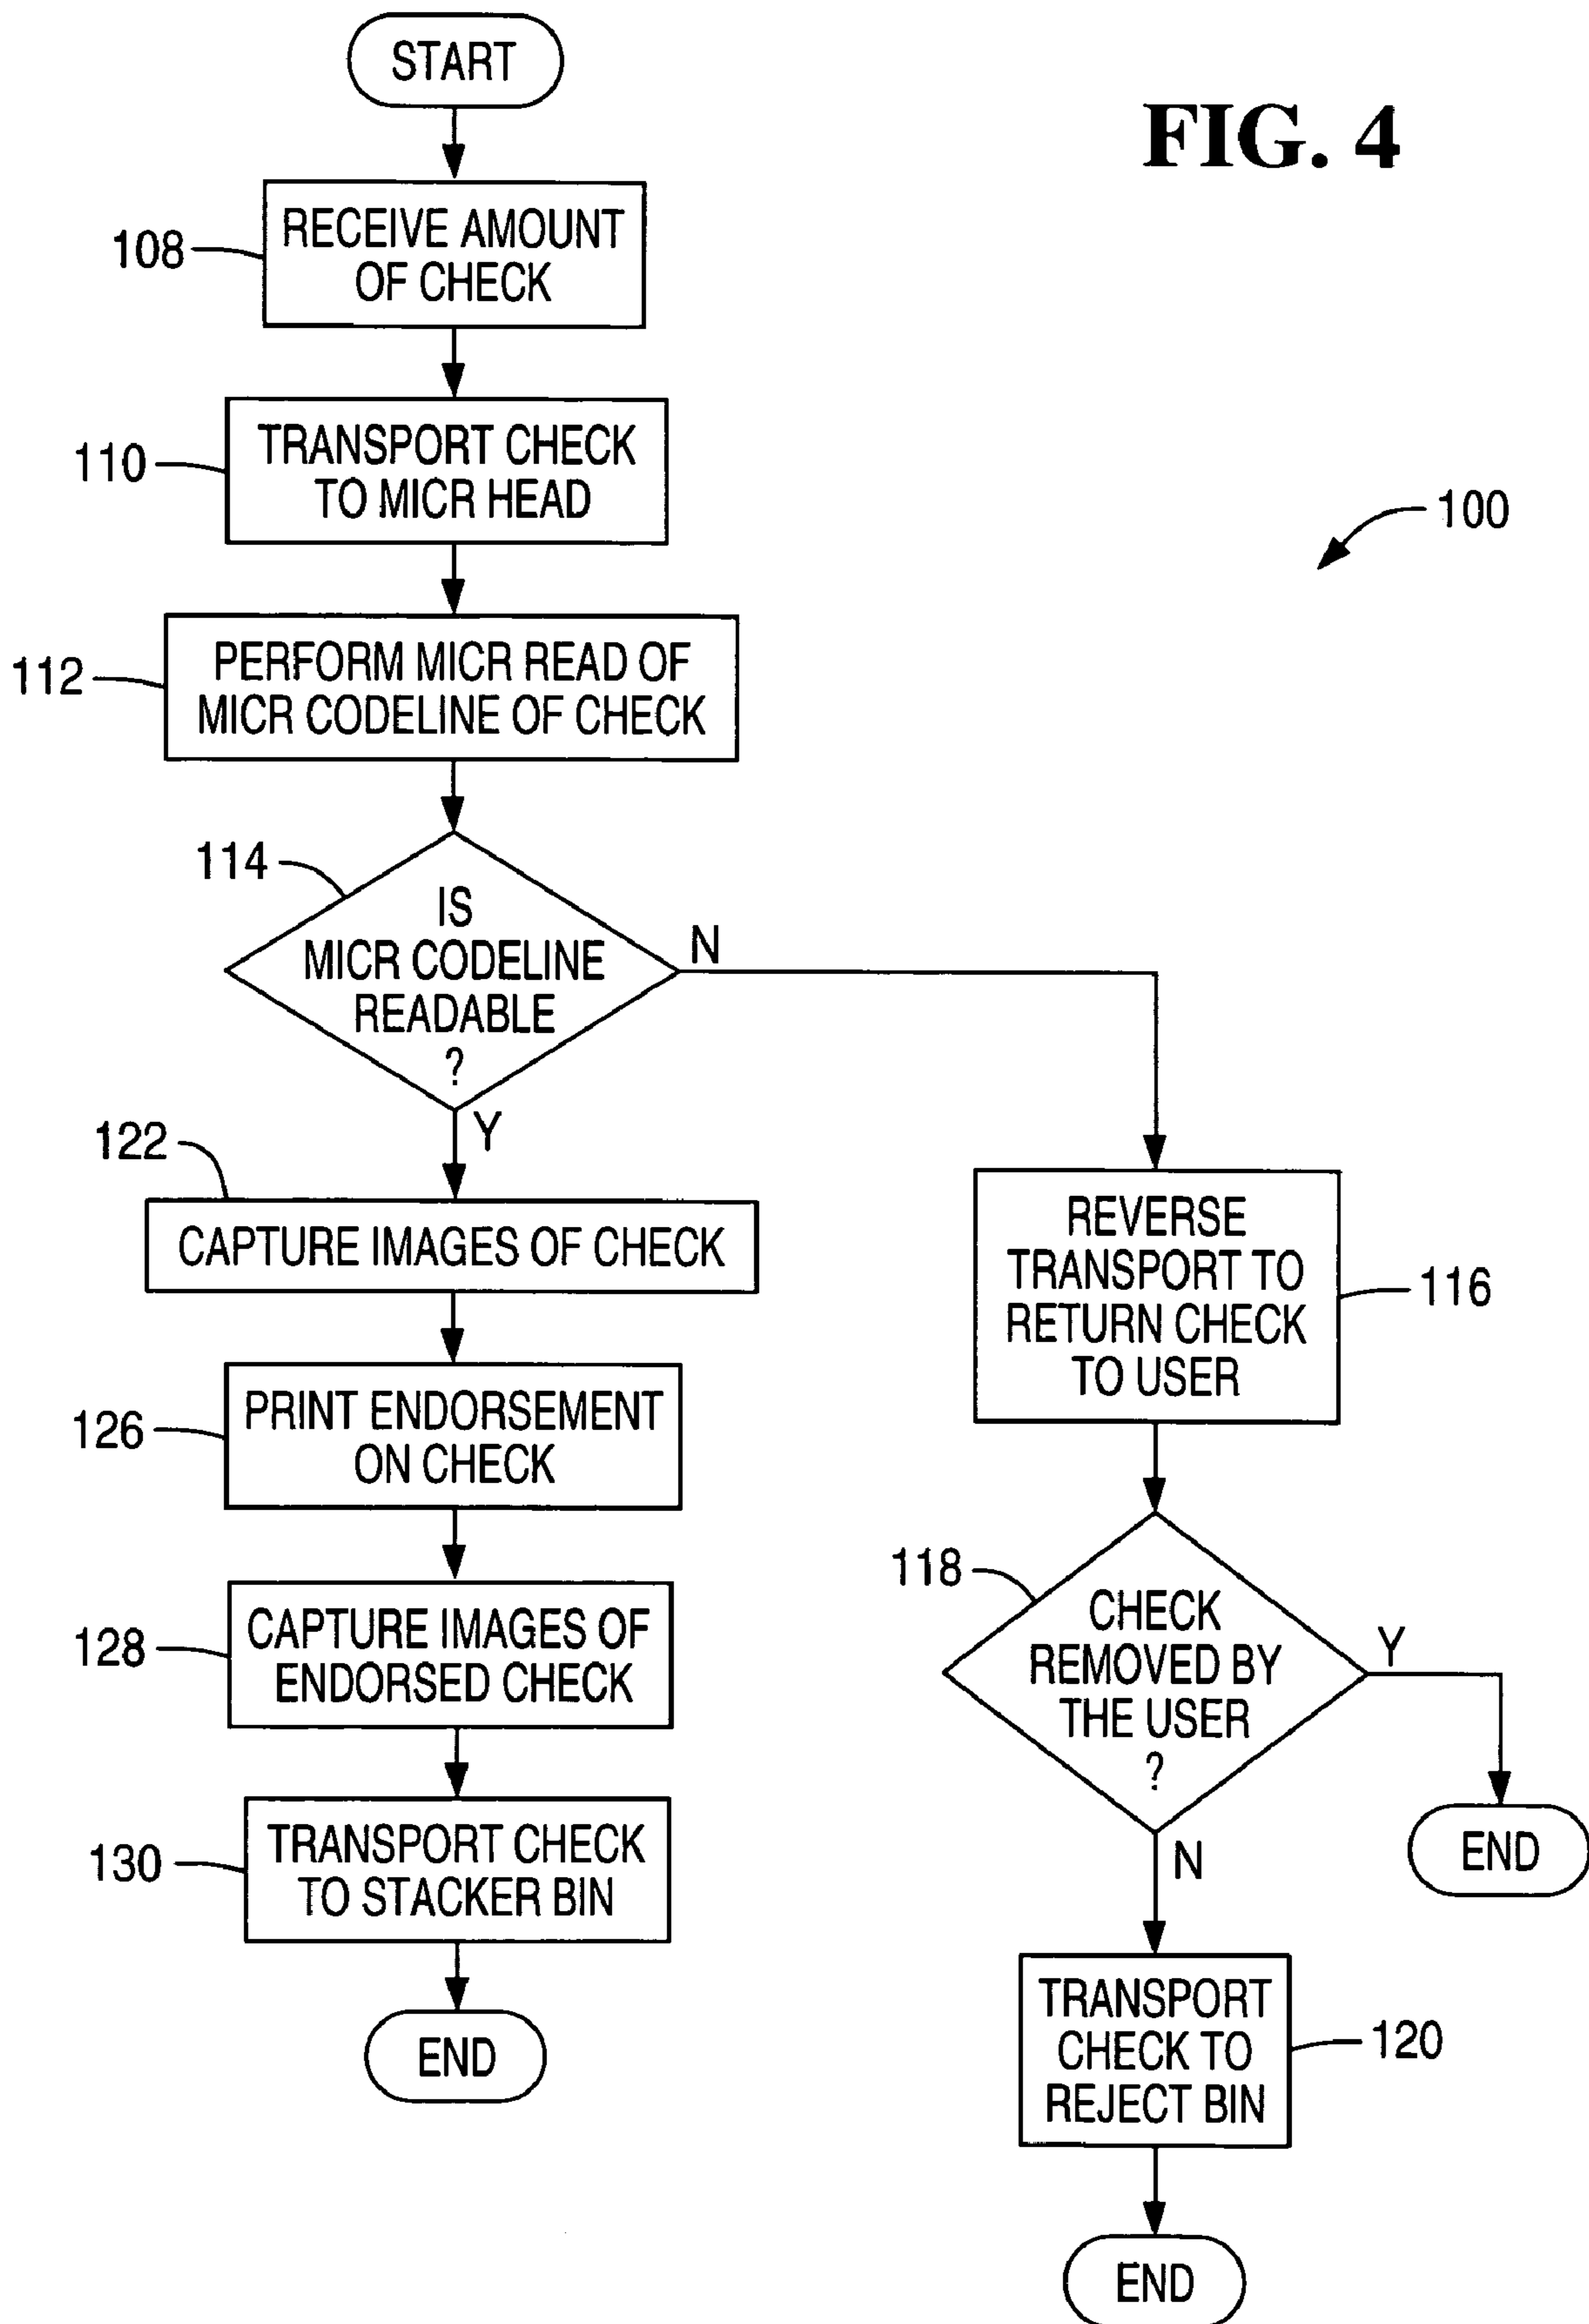 START
FIG. 4
108
RECEIVE AMOUNT
OF CHECK
110
TRANSPORT CHECK
TO MICR HEAD
100
112
PERFORM MICR READ OF
MICR CODELINE OF CHECK
114
IS
MICR CODELINE
READABLE
?
N
Y
122
CAPTURE IMAGES OF CHECK
126
PRINT ENDORSEMENT
ON CHECK
128
CAPTURE IMAGES OF
ENDORSED CHECK
130
TRANSPORT CHECK
TO STACKER BIN
END
REVERSE
TRANSPORT TO
RETURN CHECK
TO USER
116
118
CHECK
REMOVED BY
THE USER
?
Y
END
N
TRANSPORT
CHECK TO
REJECT BIN
120
END